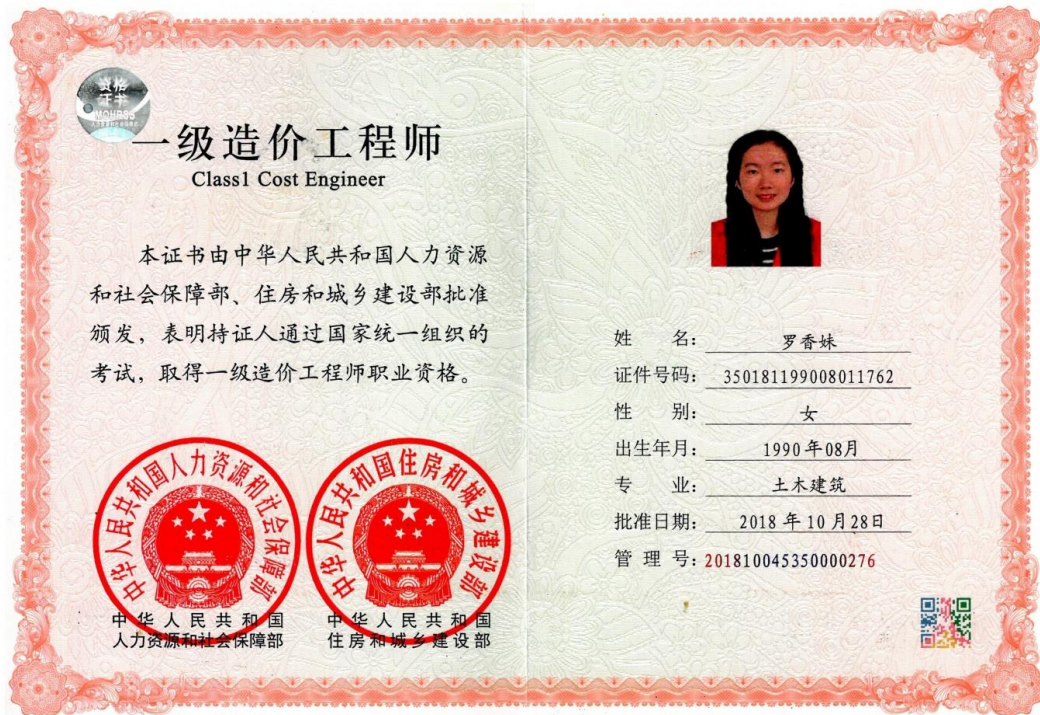 资格
证书
MOHRSS
一级造价工程师
Class1 Cost Engineer
本证书由中华人民共和国人力资源
和社会保障部、住房和城乡建设部批准
颁发，表明持证人通过国家统一组织的
考试，取得一级造价工程师职业资格。
中华人民共和国人力资源和社会保障部
中华人民共和国住房和城乡建设部
中华人民共和国
人力资源和社会保障部
中华人民共和国
住房和城乡建设部
姓 名：罗香妹
证件号码：350181199008011762
性 别：女
出生年月：1990年08月
专 业：土木建筑
批准日期：2018年10月28日
管 理 号：201810045350000276